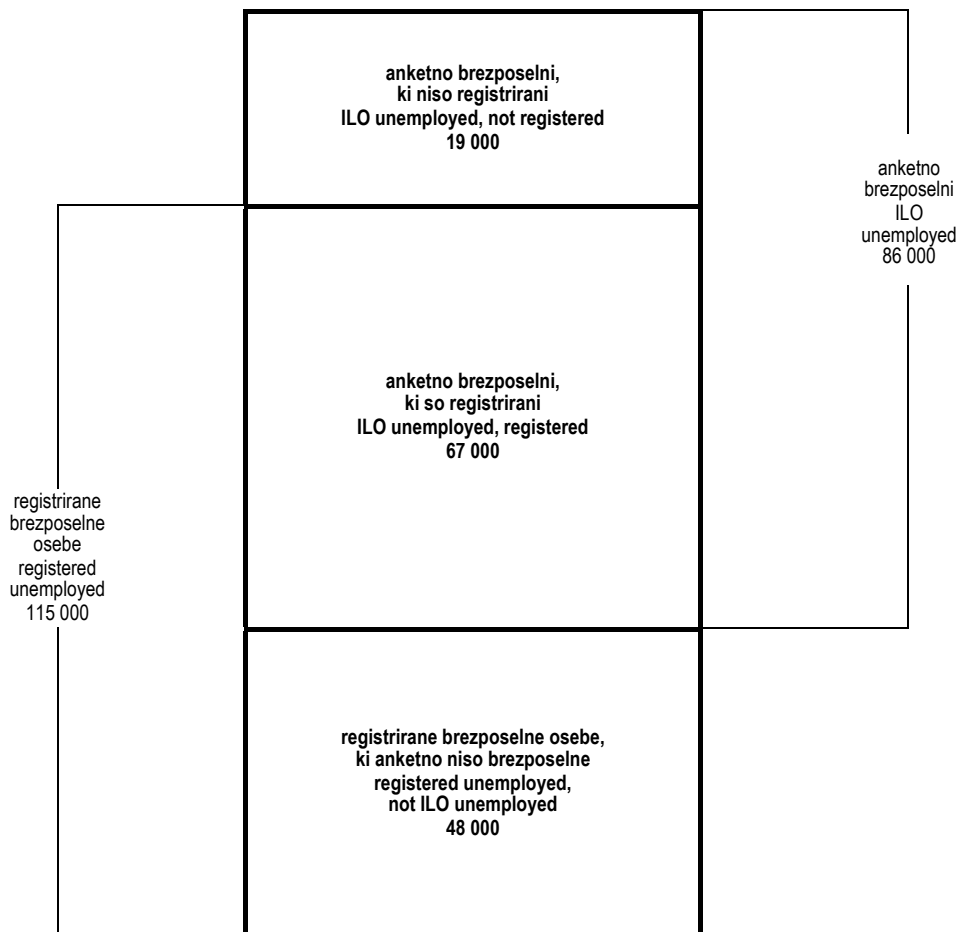 anketno brezposelni,
ki niso registrirani
ILO unemployed, not registered
19 000
anketno
brezposelni
ILO
unemployed
86 000
anketno brezposelni,
ki so registrirani
ILO unemployed, registered
67 000
registrirane
brezposelne
osebe
registered
unemployed
115 000
registrirane brezposelne osebe,
ki anketno niso brezposelne
registered unemployed,
not ILO unemployed
48 000